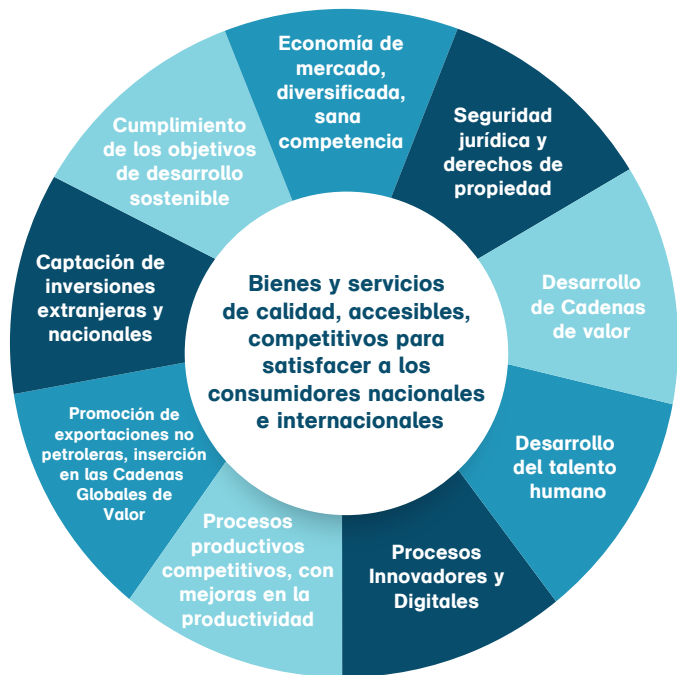 Economía de
mercado,
diversificada,
sana
competencia
Seguridad
jurídica y
derechos de
propiedad
Desarrollo
de Cadenas
de valor
Desarrollo
del talento
humano
Procesos
Innovadores y
Digitales
Procesos
productivos
competitivos, con
mejoras en la
productividad
Promoción de
exportaciones no
petroleras, inserción
en las Cadenas
Globales de
Valor
Captación de
inversiones
extranjeras y
nacionales
Cumplimiento
de los objetivos
de desarrollo
sostenible
Bienes y servicios
de calidad, accesibles,
competitivos para
satisfacer a los
consumidores nacionales
e internacionales